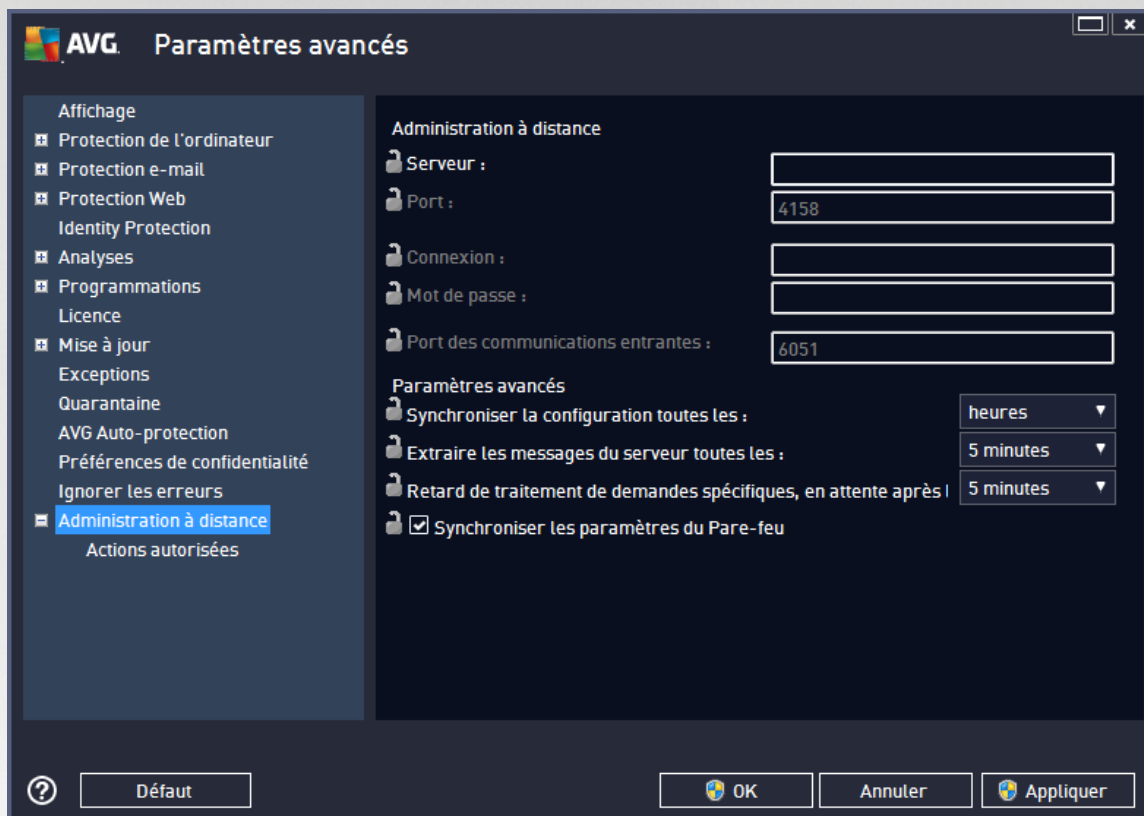 AVG. Paramètres avancés
Affichage
Protection de l'ordinateur
Protection e-mail
Protection Web
Identity Protection
Analyses
Programmations
Licence
Mise à jour
Exceptions
Quarantaine
AVG Auto-protection
Préférences de confidentialité
Ignorer les erreurs
Administration à distance
Actions autorisées
Administration à distance
Serveur :
Port : 4158
Connexion :
Mot de passe :
Port des communications entrantes : 6051
Paramètres avancés
Synchroniser la configuration toutes les : heures
Extraire les messages du serveur toutes les : 5 minutes
Retard de traitement de demandes spécifiques, en attente après 5 minutes
Synchroniser les paramètres du Pare-feu
Défaut OK Annuler Appliquer